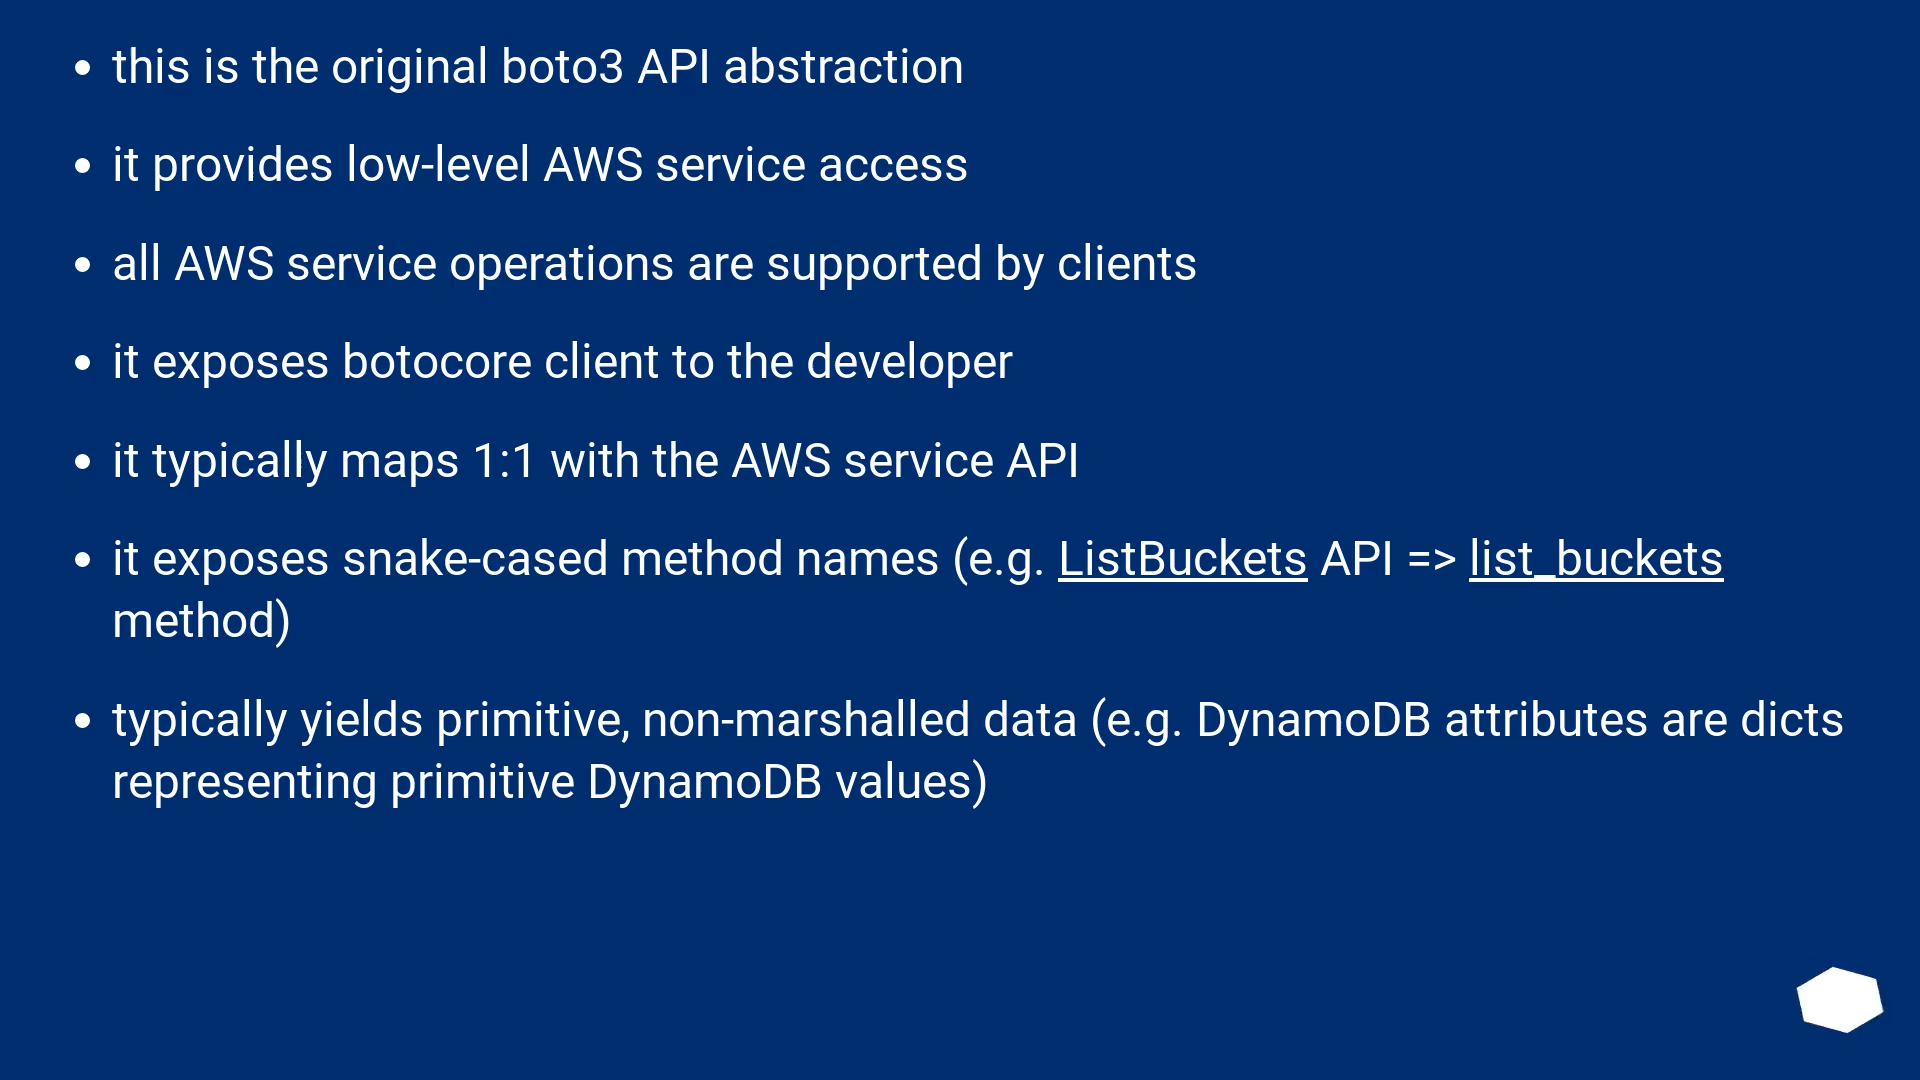 • this is the original boto3 API abstraction
• it provides low-level AWS service access
• all AWS service operations are supported by clients
• it exposes botocore client to the developer
• it typically maps 1:1 with the AWS service API
• it exposes snake-cased method names (e.g. ListBuckets API => list_buckets
method)
• typically yields primitive, non-marshalled data (e.g. DynamoDB attributes are dicts
representing primitive DynamoDB values)